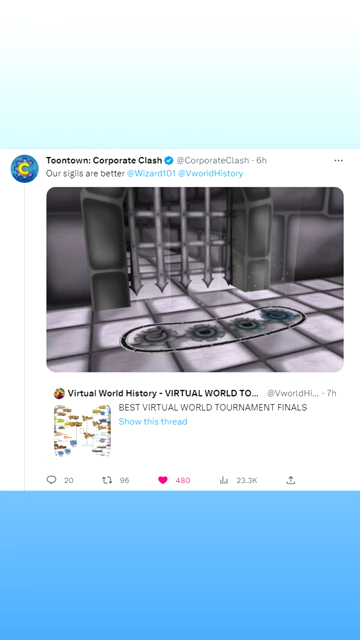 Toontown: Corporate Clash @CorporateClash · 6h
Our sigils are better @Wizard101 @VworldHistory
Virtual World History - VIRTUAL WORLD TO... @VworldHi... · 7h
BEST VIRTUAL WORLD TOURNAMENT FINALS
Show this thread
20 96 480 23.3K